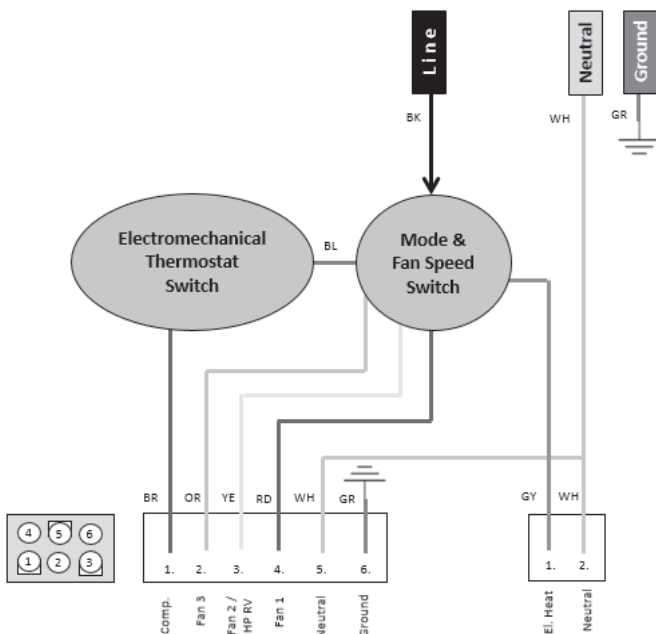 Line
Neutral
Ground
BK
WH
GR
Electromechanical
Thermostat
Switch
BL
Mode &
Fan Speed
Switch
BR
OR
YE
RD
WH
GR
GY
WH
4
5
6
1
2
3
1.
2.
3.
4.
5.
6.
1.
2.
Comp.
Fan 3
Fan 2 /
HP RV
Fan 1
Neutral
Ground
El. Heat
Neutral